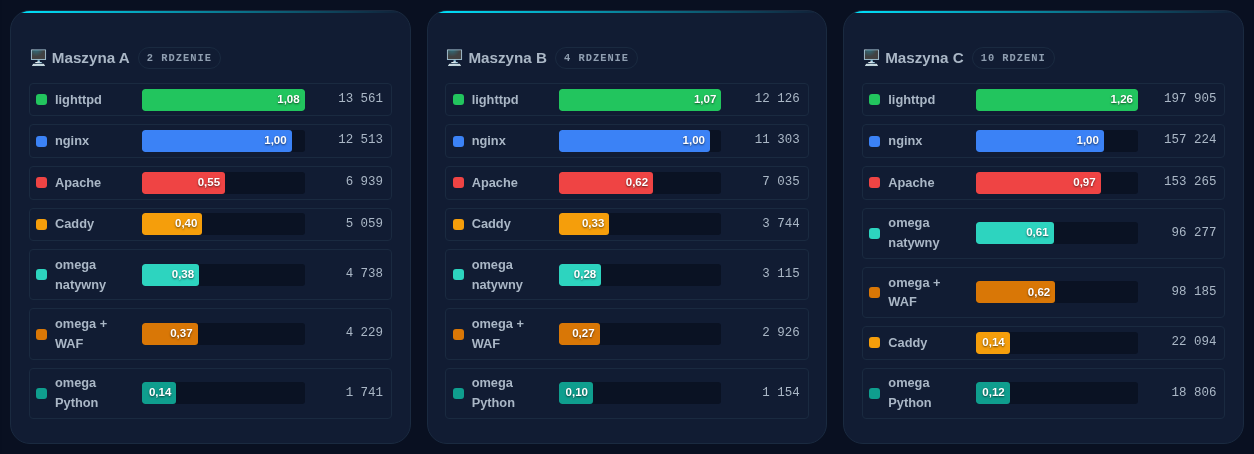 Maszyna A 2 RDZENIE
lighttpd 1,08 13 561
nginx 1,00 12 513
Apache 0,55 6 939
Caddy 0,40 5 059
omega
natywny 0,38 4 738
omega +
WAF 0,37 4 229
omega
Python 0,14 1 741
Maszyna B 4 RDZENIE
lighttpd 1,07 12 126
nginx 1,00 11 303
Apache 0,62 7 035
Caddy 0,33 3 744
omega
natywny 0,28 3 115
omega +
WAF 0,27 2 926
omega
Python 0,10 1 154
Maszyna C 10 RDZENI
lighttpd 1,26 197 905
nginx 1,00 157 224
Apache 0,97 153 265
omega
natywny 0,61 96 277
omega +
WAF 0,62 98 185
Caddy 0,14 22 094
omega
Python 0,12 18 806